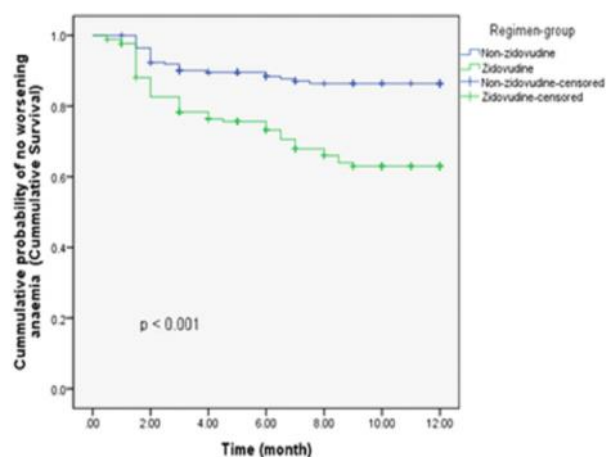 Regimen-group
Non-zidovudine
Zidovudine
Non-zidovudine-censored
Zidovudine-censored
Cummulative probability of no worsening
anaemia (Cummulative Survival)
1.0
0.8
0.6
0.4
0.2
0.0
p < 0.001
.00 2.00 4.00 6.00 8.00 10.00 12.00
Time (month)